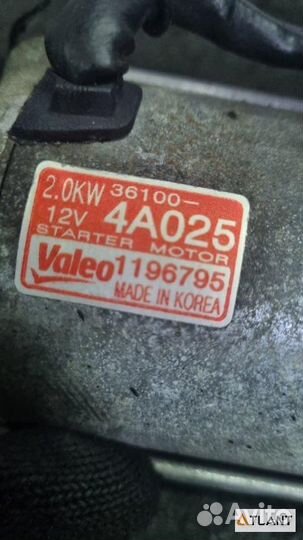 2.0KW 36100-
12V 4A025
STARTER MOTOR
Valeo 1196795
MADE IN KOREA
Avito
ATLANT